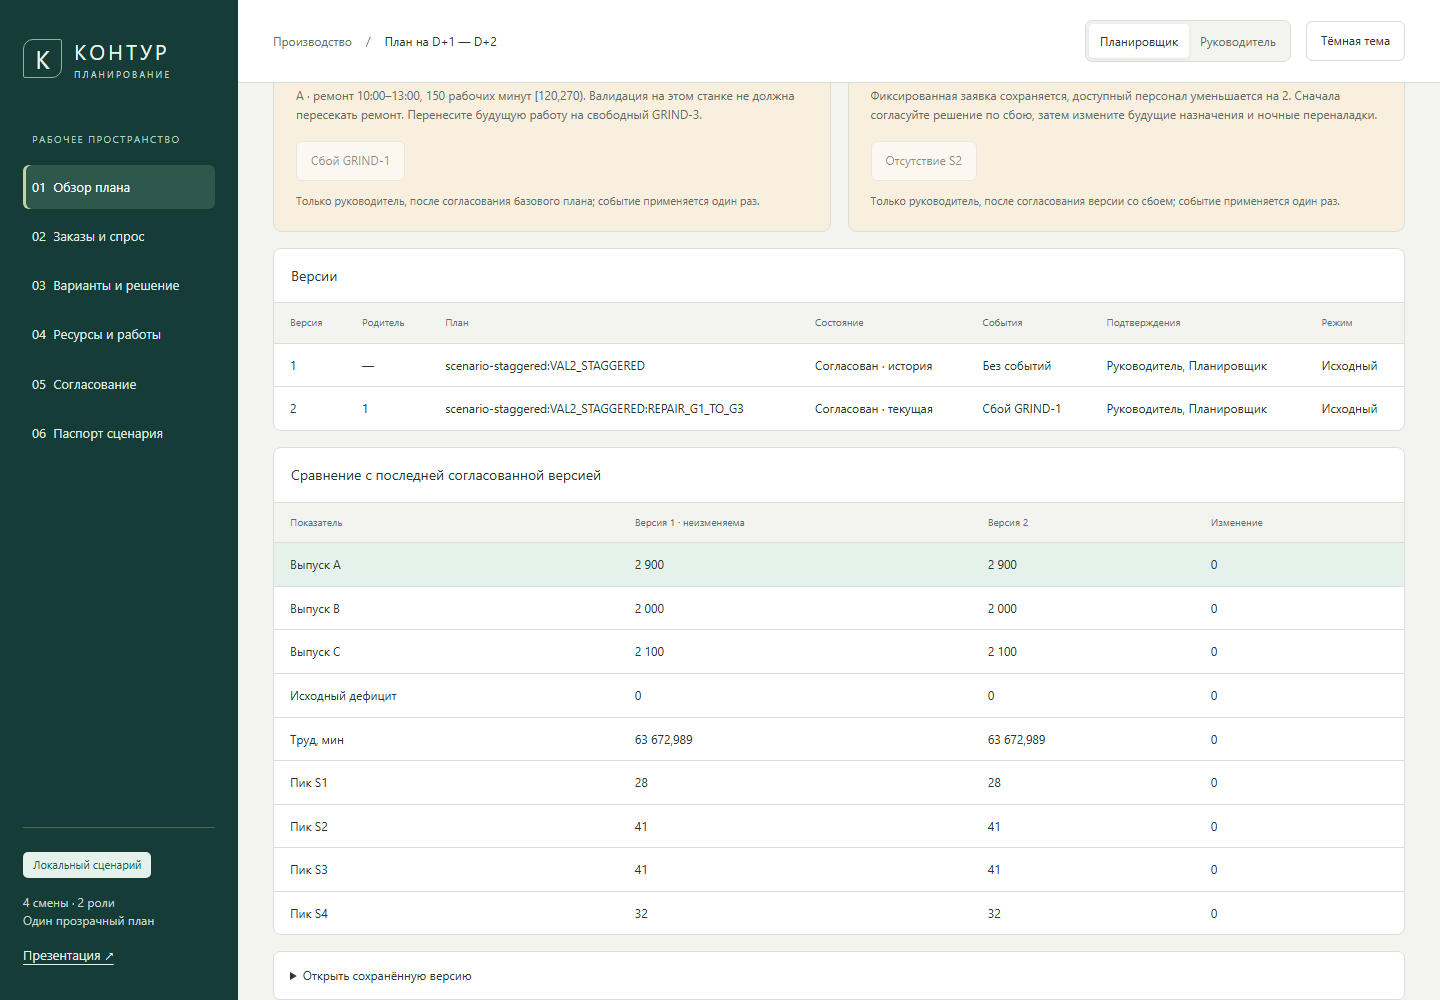 К
КОНТУР
ПЛАНИРОВАНИЕ
РАБОЧЕЕ ПРОСТРАНСТВО
01 Обзор плана
02 Заказы и спрос
03 Варианты и решение
04 Ресурсы и работы
05 Согласование
06 Паспорт сценария
Локальный сценарий
4 смены · 2 роли
Один прозрачный план
Презентация ↗
Производство / План на D+1 — D+2
Планировщик Руководитель Тёмная тема
А · ремонт 10:00–13:00, 150 рабочих минут [120,270). Валидация на этом станке не должна
пересекать ремонт. Перенесите будущую работу на свободный GRIND-3.
Сбой GRIND-1
Только руководитель, после согласования базового плана; событие применяется один раз.
Фиксированная заявка сохраняется, доступный персонал уменьшается на 2. Сначала
согласуйте решение по сбою, затем измените будущие назначения и ночные переналадки.
Отсутствие S2
Только руководитель, после согласования версии со сбоем; событие применяется один раз.
Версии
Версия Родитель План Состояние События Подтверждения Режим
1 — scenario-staggered:VAL2_STAGGERED Согласован · история Без событий Руководитель, Планировщик Исходный
2 1 scenario-staggered:VAL2_STAGGERED:REPAIR_G1_TO_G3 Согласован · текущая Сбой GRIND-1 Руководитель, Планировщик Исходный
Сравнение с последней согласованной версией
Показатель Версия 1 · неизменяема Версия 2 Изменение
Выпуск A 2 900 2 900 0
Выпуск B 2 000 2 000 0
Выпуск C 2 100 2 100 0
Исходный дефицит 0 0 0
Труд, мин 63 672,989 63 672,989 0
Пик S1 28 28 0
Пик S2 41 41 0
Пик S3 41 41 0
Пик S4 32 32 0
▶ Открыть сохранённую версию